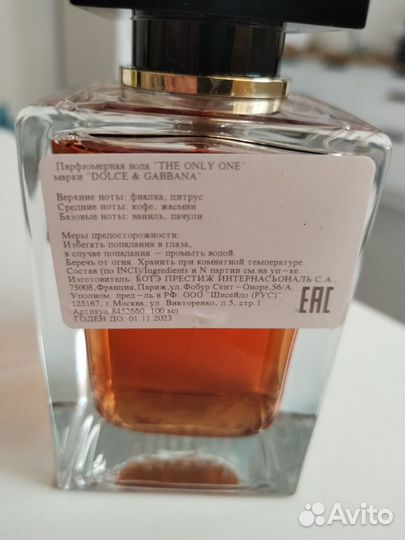 Парфюмерная вода "THE ONLY ONE"
марки "DOLCE & GABBANA"
Верхние ноты: фиалка, цитрус
Средние ноты: кофе, жасмин
Базовые ноты: ваниль, пачули
Меры предосторожности:
Избегать попадания в глаза,
в случае попадания – промыть водой.
Беречь от огня. Хранить при комнатной температуре.
Состав (по INCI)/Ingredients и N партии см.на уп-ке.
Изготовитель: БОТЭ ПРЕСТИЖ ИНТЕРНАСЬОНАЛЬ С.А.,
75008,Франция,Париж,ул.Фобур Сент-Оноре,56/А.
Уполном. пред-ль в РФ: ООО "Шисейдо (РУС)"
125167, г.Москва, ул. Викторенко, д.5, стр.1
Артикул 8452660, 100 мл
ГОДЕН ДО: 01.11.2023
EAC
Avito